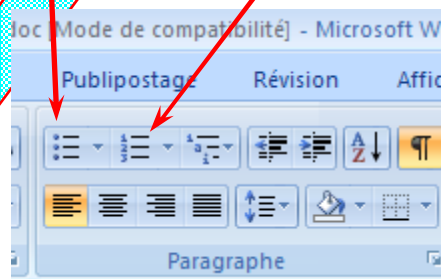 doc [Mode de compatibilité] - Microsoft W
Publipostage Révision Affic
Paragraphe